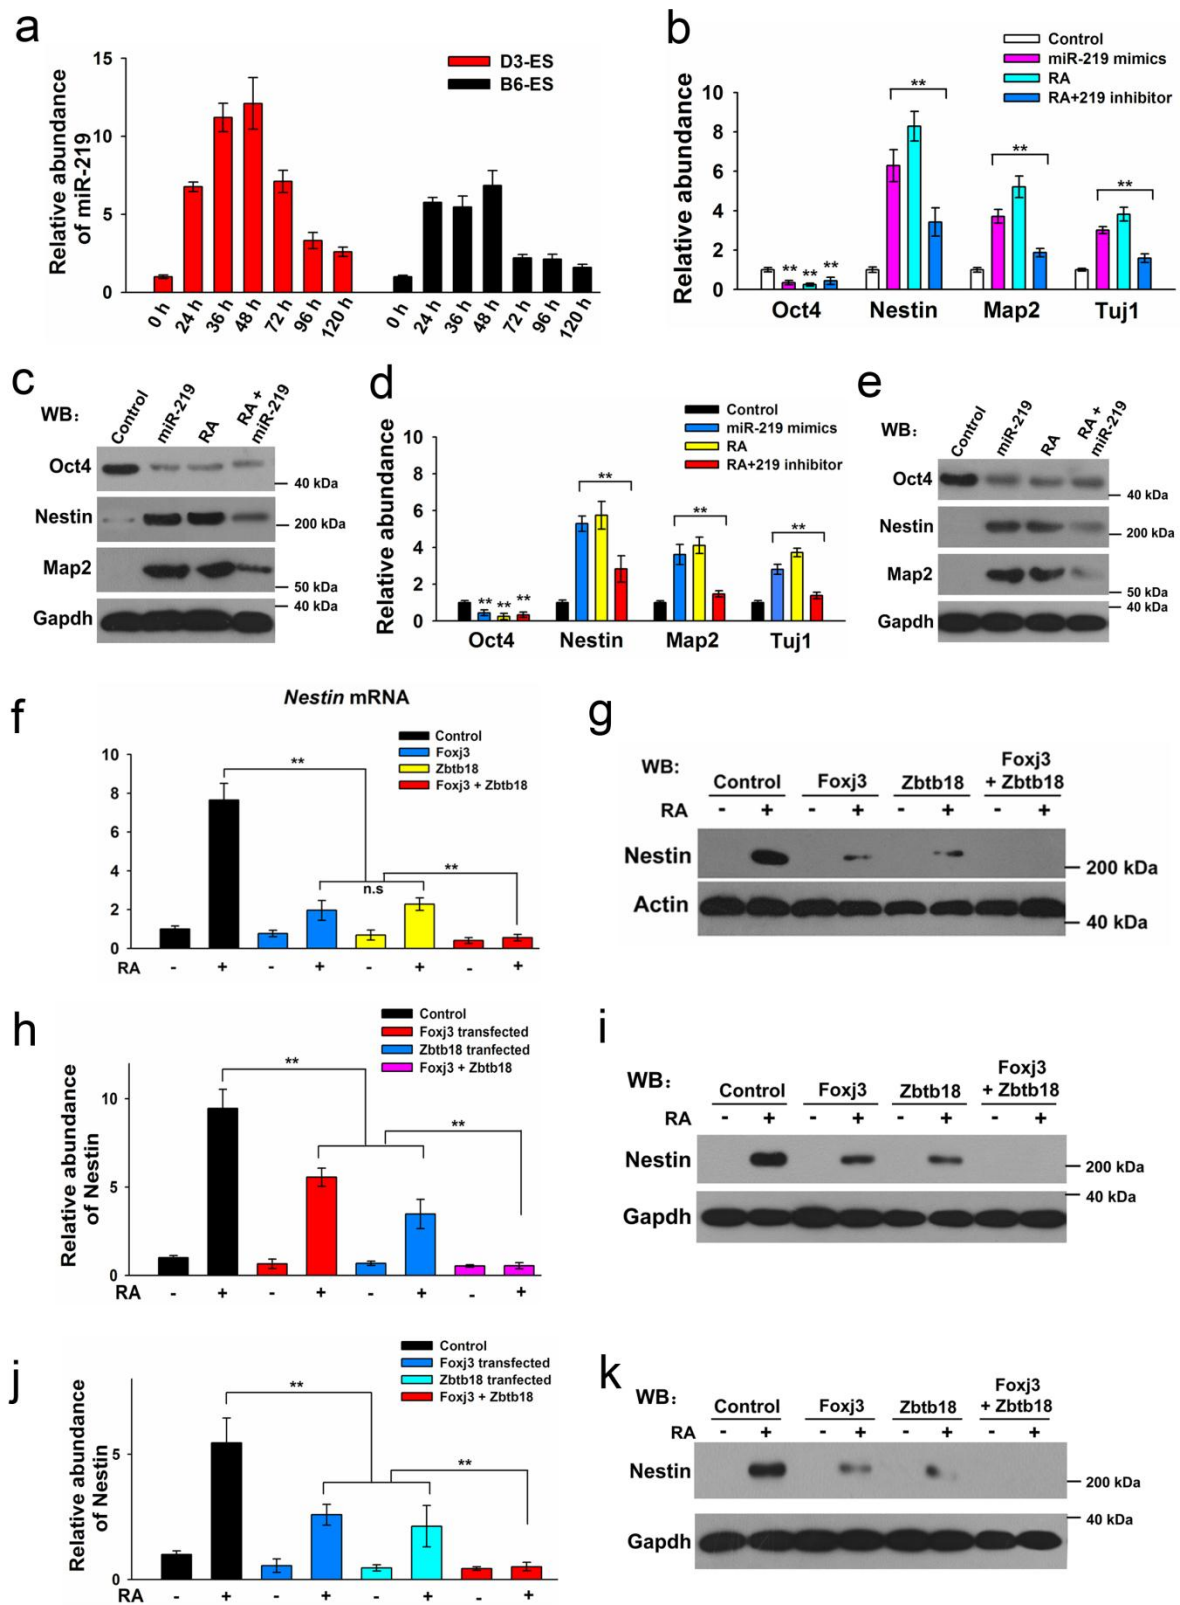 a
Relative abundance
of miR-219
15
10
5
0
D3-ES
B6-ES
0 h
24 h
36 h
48 h
72 h
96 h
120 h
0 h
24 h
36 h
48 h
72 h
96 h
120 h
b
Relative abundance
10
8
6
4
2
0
Control
miR-219 mimics
RA
RA+219 inhibitor
** ** **
**
**
**
Oct4 Nestin Map2 Tuj1
c
WB:
Control
miR-219
RA
RA +
miR-219
Oct4
40 kDa
Nestin
200 kDa
Map2
50 kDa
40 kDa
Gapdh
d
Relative abundance
10
8
6
4
2
0
Control
miR-219 mimics
RA
RA+219 inhibitor
** ** **
**
**
**
Oct4 Nestin Map2 Tuj1
e
WB:
Control
miR-219
RA
RA +
miR-219
Oct4
40 kDa
Nestin
200 kDa
Map2
50 kDa
40 kDa
Gapdh
f
Nestin mRNA
10
8
6
4
2
0
Control
Foxj3
Zbtb18
Foxj3 + Zbtb18
**
**
n.s
RA - + - + - + - +
g
WB:
Control Foxj3 Zbtb18 Foxj3
+ Zbtb18
RA - + - + - + - +
Nestin
200 kDa
Actin
40 kDa
h
Relative abundance
of Nestin
10
5
0
Control
Foxj3 transfected
Zbtb18 tranfected
Foxj3 + Zbtb18
**
**
RA - + - + - + - +
i
WB:
Control Foxj3 Zbtb18 Foxj3
+ Zbtb18
RA - + - + - + - +
Nestin
200 kDa
40 kDa
Gapdh
j
Relative abundance
of Nestin
5
0
Control
Foxj3 transfected
Zbtb18 tranfected
Foxj3 + Zbtb18
**
**
RA - + - + - + - +
k
WB:
Control Foxj3 Zbtb18 Foxj3
+ Zbtb18
RA - + - + - + - +
Nestin
200 kDa
40 kDa
Gapdh